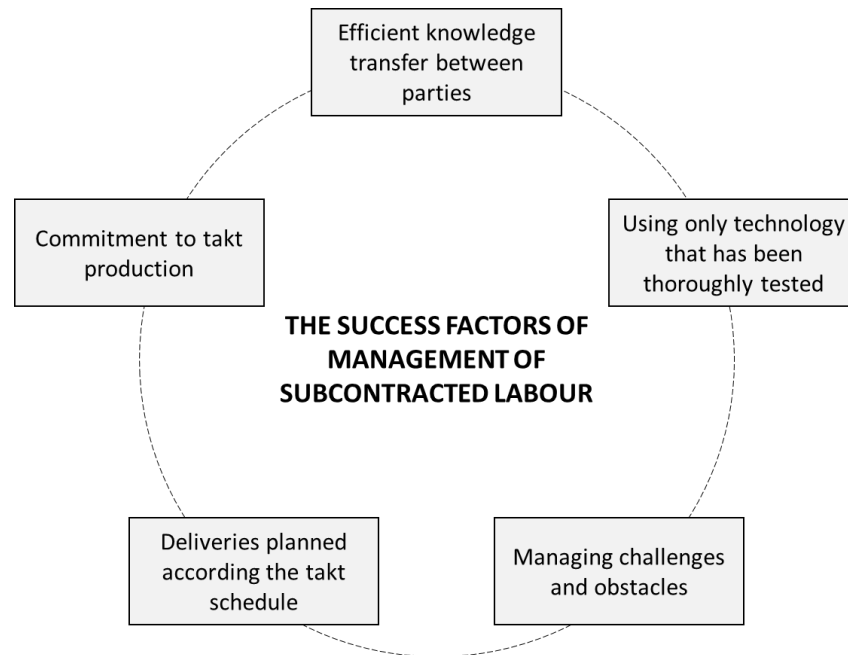 Efficient knowledge
transfer between
parties
Commitment to takt
production
Using only technology
that has been
thoroughly tested
THE SUCCESS FACTORS OF
MANAGEMENT OF
SUBCONTRACTED LABOUR
Deliveries planned
according the takt
schedule
Managing challenges
and obstacles